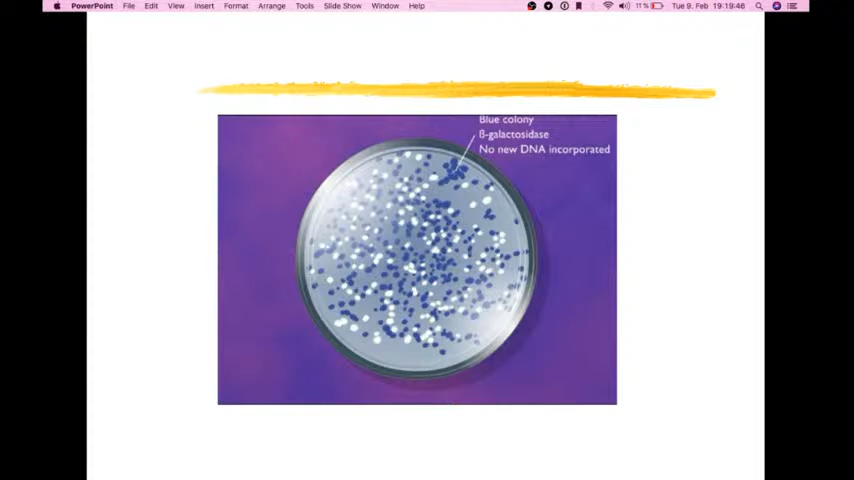 PowerPoint File Edit View Insert Format Arrange Tools Slide Show Window Help 11 % Tue 9. Feb 19:19:46
Blue colony
ß-galactosidase
No new DNA incorporated